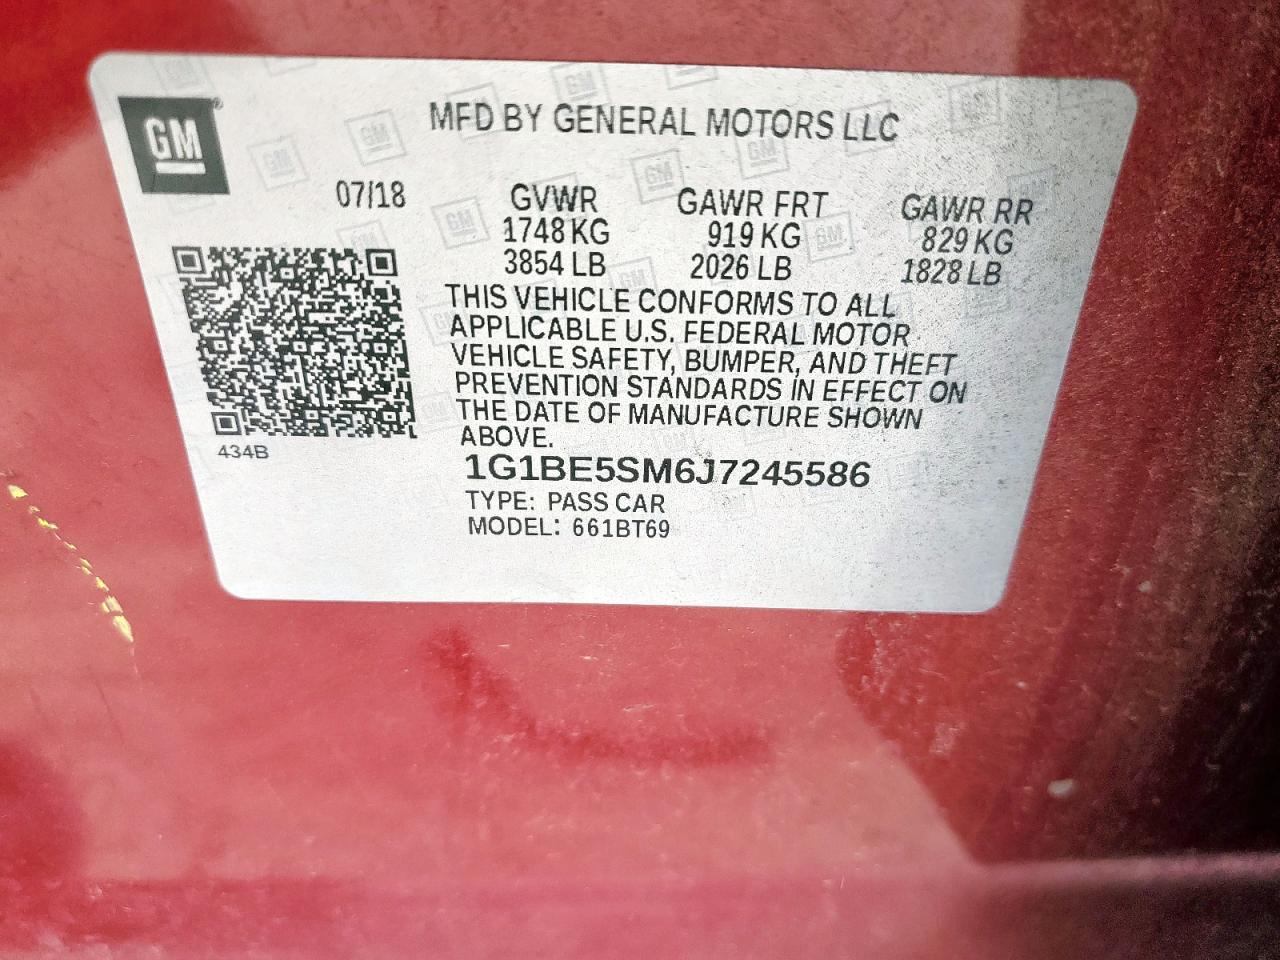 GM
MFD BY GENERAL MOTORS LLC
07/18 GVWR GAWR FRT GAWR RR
1748 KG 919 KG 829 KG
3854 LB 2026 LB 1828 LB
THIS VEHICLE CONFORMS TO ALL
APPLICABLE U.S. FEDERAL MOTOR
VEHICLE SAFETY, BUMPER, AND THEFT
PREVENTION STANDARDS IN EFFECT ON
THE DATE OF MANUFACTURE SHOWN
ABOVE.
434B
1G1BE5SM6J7245586
TYPE: PASS CAR
MODEL: 661BT69